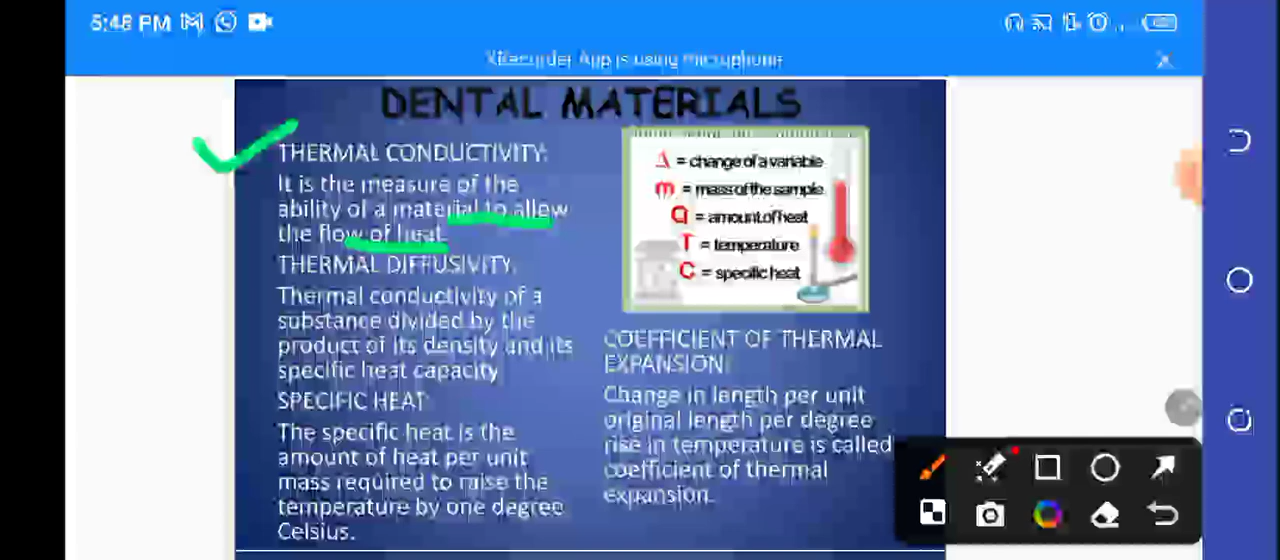 5:48 PM
XRecorder App is using microphone
DENTAL MATERIALS
THERMAL CONDUCTIVITY:
It is the measure of the
ability of a material to allow
the flow of heat.
THERMAL DIFFUSIVITY:
Thermal conductivity of a
substance divided by the
product of its density and its
specific heat capacity
SPECIFIC HEAT:
The specific heat is the
amount of heat per unit
mass required to raise the
temperature by one degree
Celsius.
Δ = change of a variable
m = mass of the sample
q = amount of heat
T = temperature
C = specific heat
COEFFICIENT OF THERMAL
EXPANSION:
Change in length per unit
original length per degree
rise in temperature is called
coefficient of thermal
expansion.